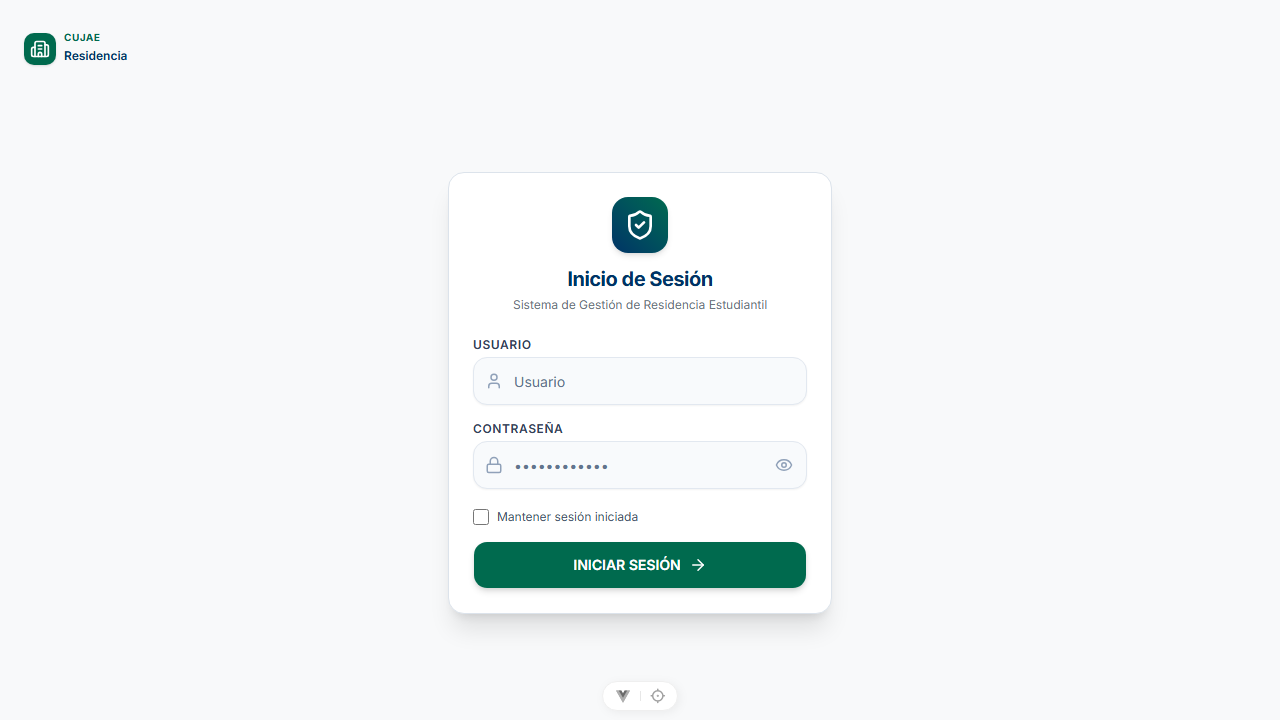 CUJAE
Residencia
Inicio de Sesión
Sistema de Gestión de Residencia Estudiantil
USUARIO
Usuario
CONTRASEÑA
••••••••••••
Mantener sesión iniciada
INICIAR SESIÓN